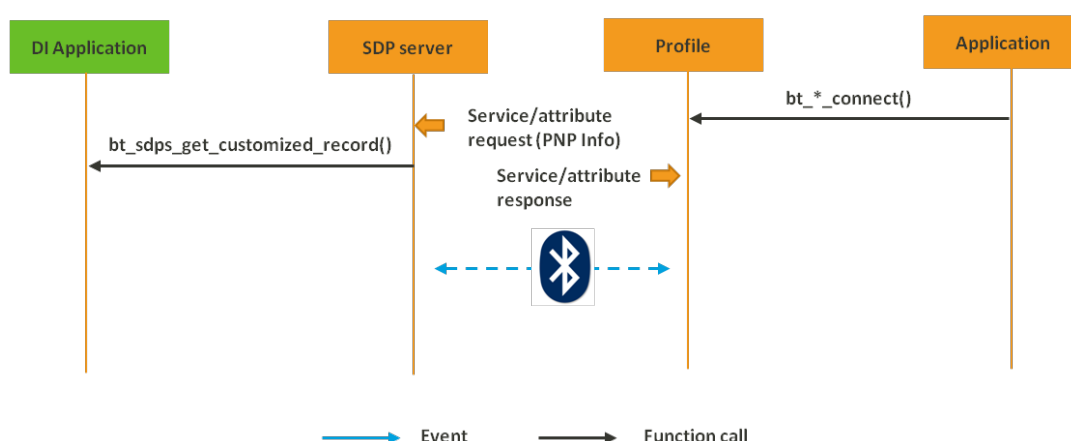 DI Application
SDP server
Profile
Application
bt_*_connect()
Service/attribute
request (PNP Info)
bt_sdps_get_customized_record()
Service/attribute
response
Event
Function call